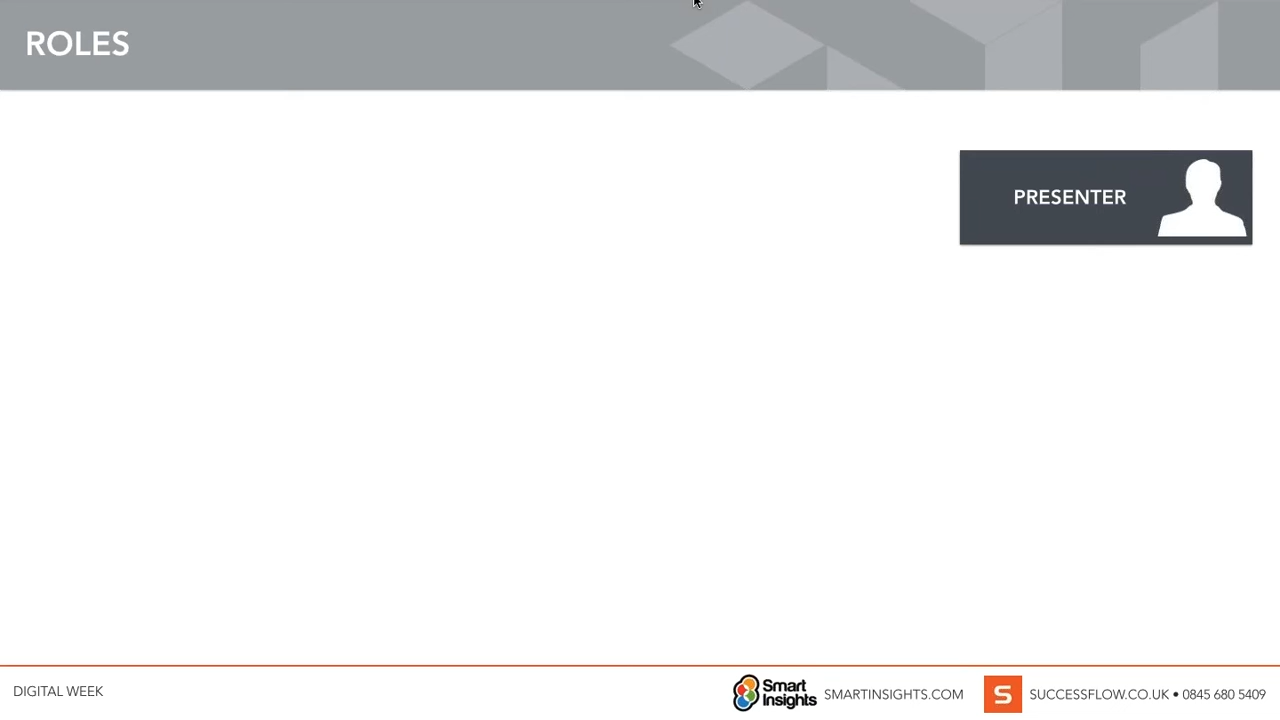 ROLES
PRESENTER
DIGITAL WEEK
Smart
Insights
SMARTINSIGHTS.COM
S
SUCCESSFLOW.CO.UK • 0845 680 5409